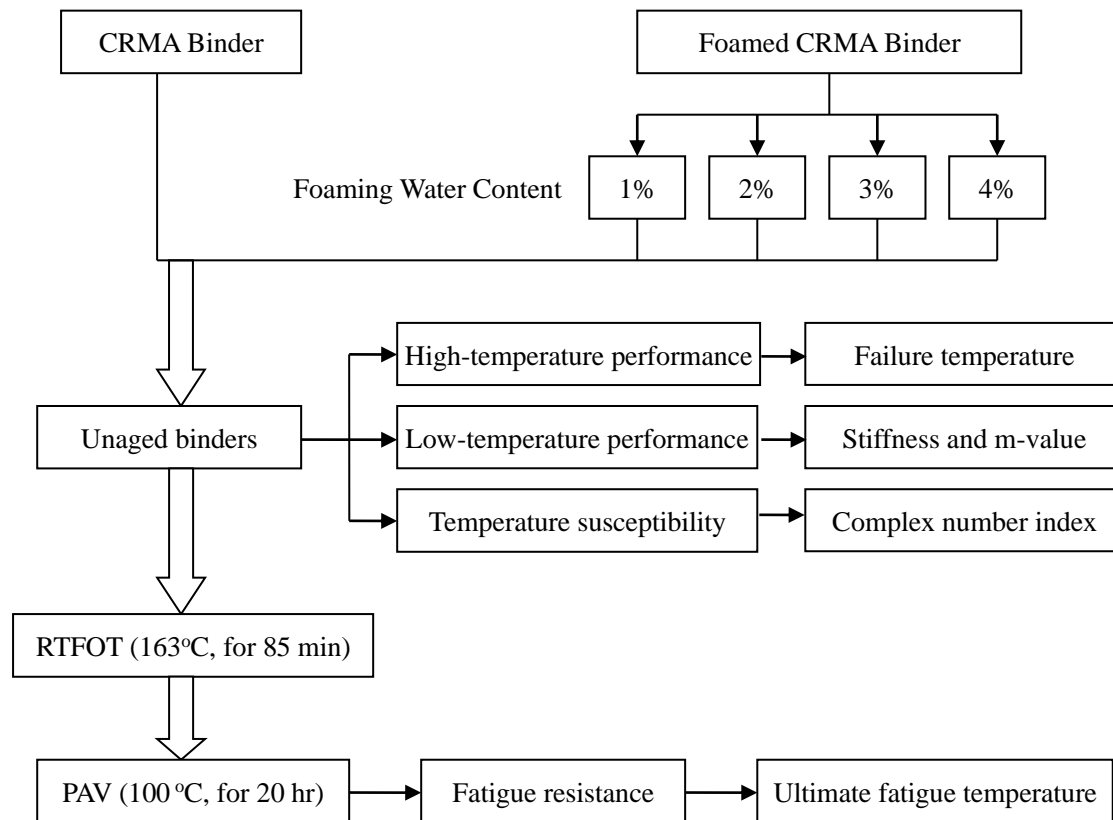 CRMA Binder
Foamed CRMA Binder
Foaming Water Content
1%
2%
3%
4%
High-temperature performance
Failure temperature
Unaged binders
Low-temperature performance
Stiffness and m-value
Temperature susceptibility
Complex number index
RTFOT (163°C, for 85 min)
PAV (100 °C, for 20 hr)
Fatigue resistance
Ultimate fatigue temperature